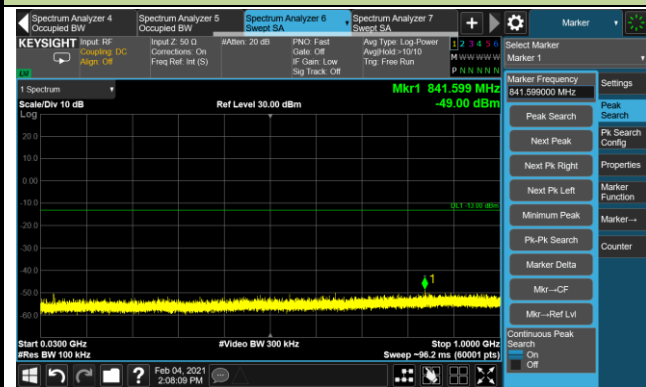 Spectrum Analyzer 4
Occupied BW
Spectrum Analyzer 5
Occupied BW
Spectrum Analyzer 6
Swept SA
Spectrum Analyzer 7
Swept SA
Marker
KEYSIGHT
Input: RF
Coupling: DC
Align: Off
Input Z: 50 Ω
Corrections: On
Freq Ref: Int (S)
#Atten: 20 dB
PNO: Fast
Gate: Off
IF Gain: Low
Sig Track: Off
Avg Type: Log-Power
Avg|Hold:>10/10
Trig: Free Run
1 2 3 4 5 6
M W W W W W
P N N N N N
Select Marker
Marker 1
1 Spectrum
Scale/Div 10 dB
Log
Ref Level 30.00 dBm
Mkr1 841.599 MHz
-49.00 dBm
20.0
10.0
0.00
-10.0
-20.0
-30.0
-40.0
-50.0
-60.0
DL1 -13.00 dBm
1
Start 0.0300 GHz
#Res BW 100 kHz
#Video BW 300 kHz
Stop 1.0000 GHz
Sweep ~96.2 ms (60001 pts)
Marker Frequency
841.599000 MHz
Peak Search
Next Peak
Next Pk Right
Next Pk Left
Minimum Peak
Pk-Pk Search
Marker Delta
Mkr→CF
Mkr→Ref Lvl
Continuous Peak
Search
On
Off
Settings
Peak
Search
Pk Search
Config
Properties
Marker
Function
Marker→
Counter
?
Feb 04, 2021
2:08:09 PM